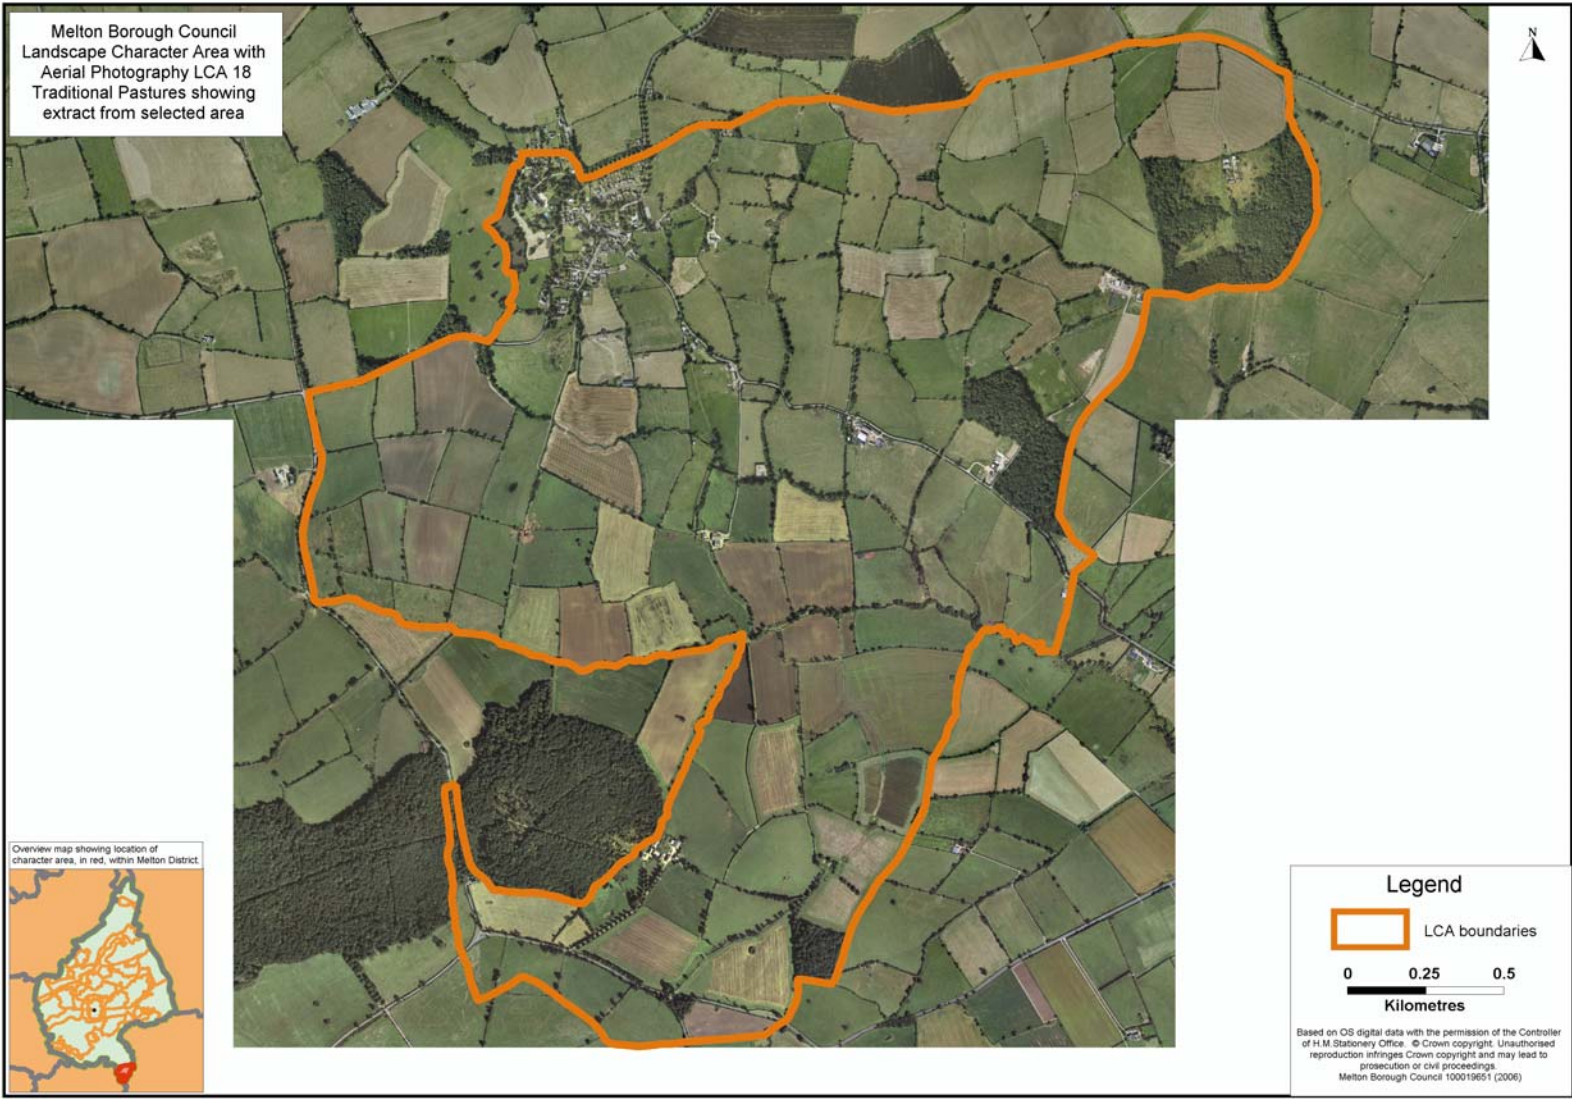 Melton Borough Council
Landscape Character Area with
Aerial Photography LCA 18
Traditional Pastures showing
extract from selected area
N
Overview map showing location of
character area, in red, within Melton District.
Legend
LCA boundaries
0 0.25 0.5
Kilometres
Based on OS digital data with the permission of the Controller
of H.M.Stationery Office. © Crown copyright. Unauthorised
reproduction infringes Crown copyright and may lead to
prosecution or civil proceedings.
Melton Borough Council 100019651 (2006)